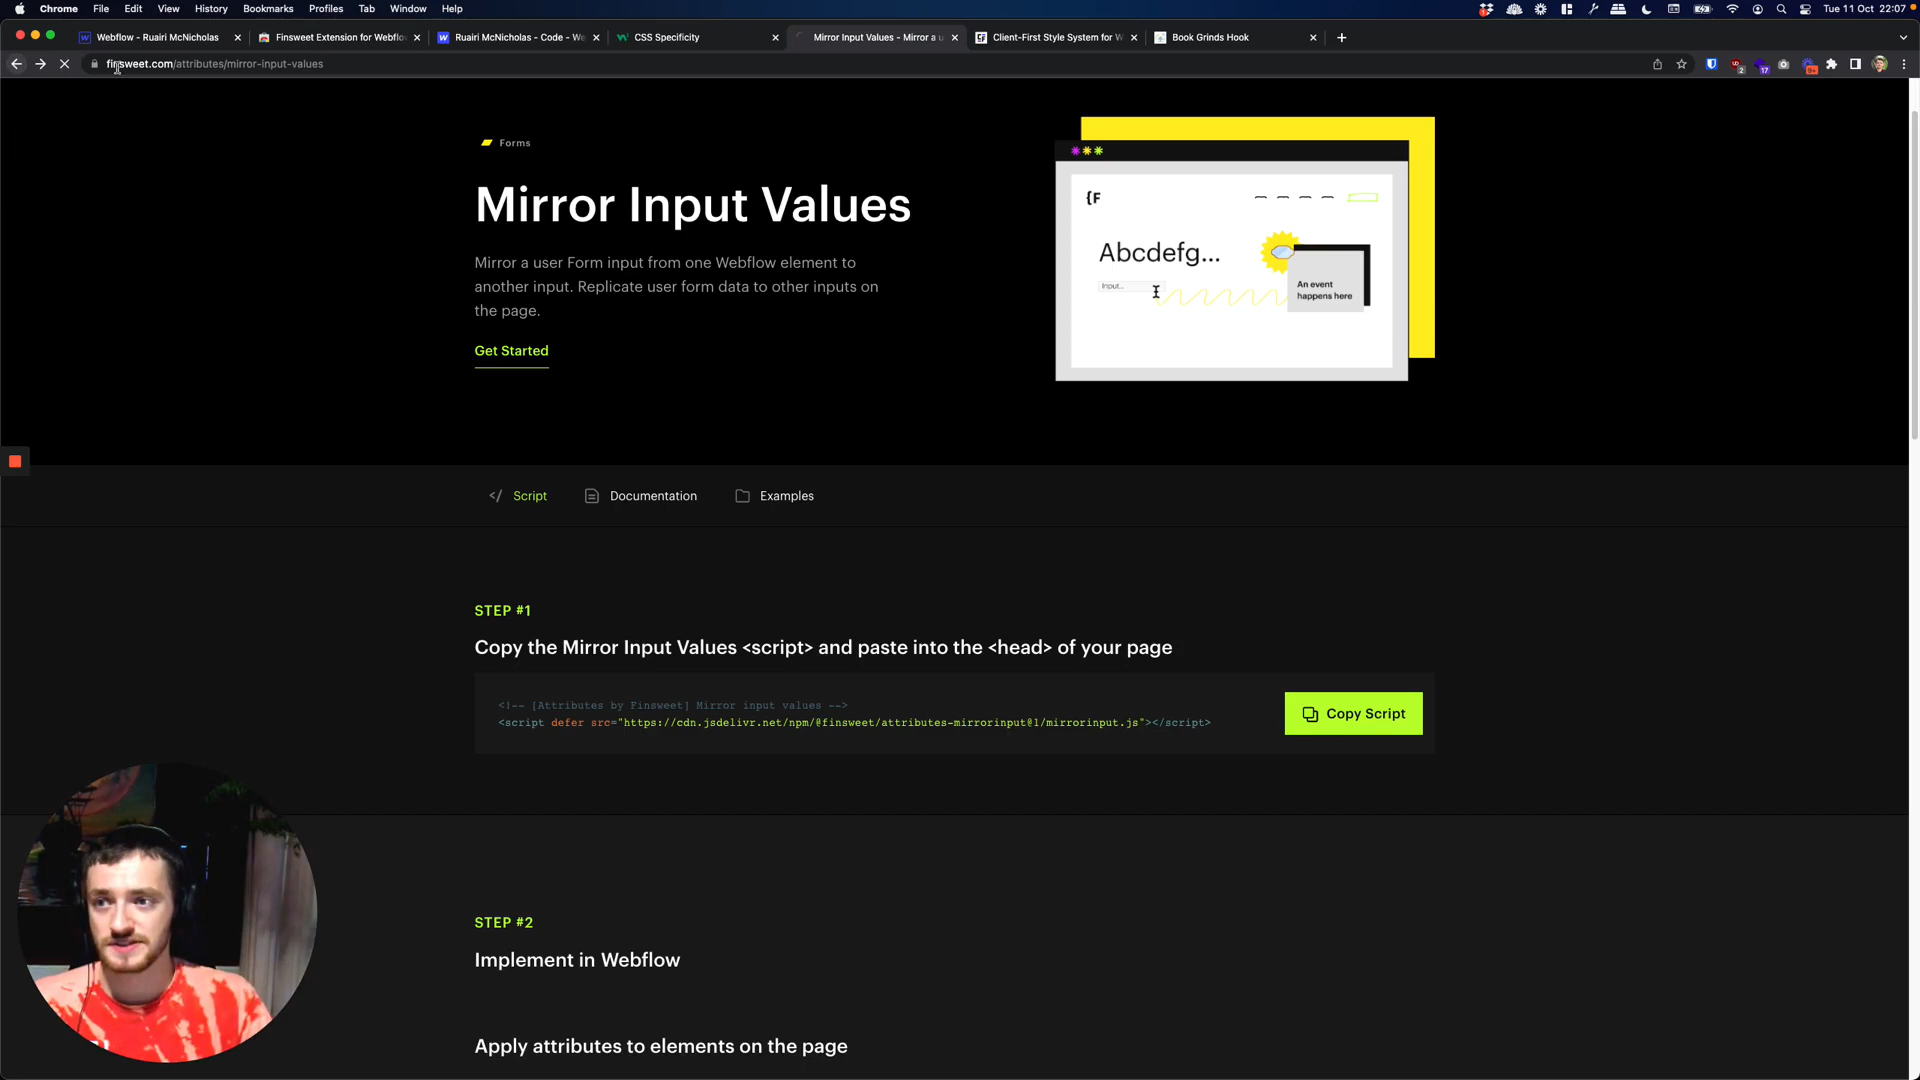 Chrome File Edit View History Bookmarks Profiles Tab Window Help Tue 11 Oct 22:07
Webflow - Ruairi McNicholas Finsweet Extension for Webflow Ruairi McNicholas - Code - We CSS Specificity Mirror Input Values - Mirror a u Client-First Style System for W Book Grinds Hook
finsweet.com/attributes/mirror-input-values
2 17 9+
Forms
Mirror Input Values
Mirror a user Form input from one Webflow element to
another input. Replicate user form data to other inputs on
the page.
Get Started
{F
Abcdefg...
Input...
An event
happens here
</> Script Documentation Examples
STEP #1
Copy the Mirror Input Values <script> and paste into the <head> of your page
<!-- [Attributes by Finsweet] Mirror input values -->
<script defer src="https://cdn.jsdelivr.net/npm/@finsweet/attributes-mirrorinput@1/mirrorinput.js"></script>
Copy Script
STEP #2
Implement in Webflow
Apply attributes to elements on the page